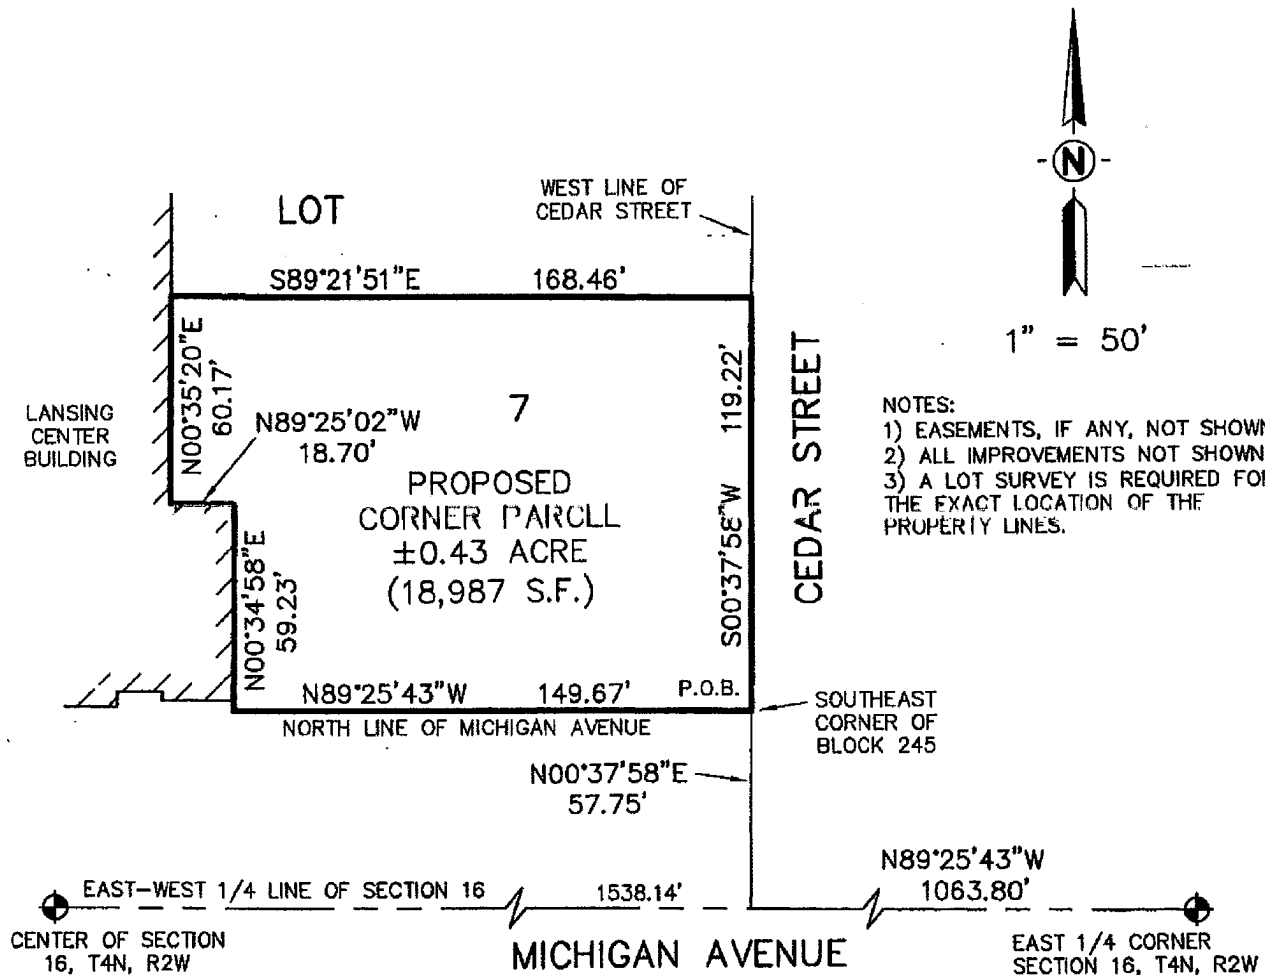 N
1" = 50'
WEST LINE OF
CEDAR STREET
LOT
S89°21'51"E 168.46'
N00°35'20"E
60.17'
LANSING
CENTER
BUILDING
N89°25'02"W
18.70'
7
PROPOSED
CORNER PARCLL
±0.43 ACRE
(18,987 S.F.)
119.22'
S00°37'58"W
CEDAR STREET
NOTES:
1) EASEMENTS, IF ANY, NOT SHOWN
2) ALL IMPROVEMENTS NOT SHOWN
3) A LOT SURVEY IS REQUIRED FOR
THE EXACT LOCATION OF THE
PROPERTY LINES.
N00°34'58"E
59.23'
N89°25'43"W 149.67' P.O.B.
NORTH LINE OF MICHIGAN AVENUE
SOUTHEAST
CORNER OF
BLOCK 245
N00°37'58"E
57.75'
N89°25'43"W
1063.80'
EAST-WEST 1/4 LINE OF SECTION 16 1538.14'
CENTER OF SECTION
16, T4N, R2W
MICHIGAN AVENUE
EAST 1/4 CORNER
SECTION 16, T4N, R2W